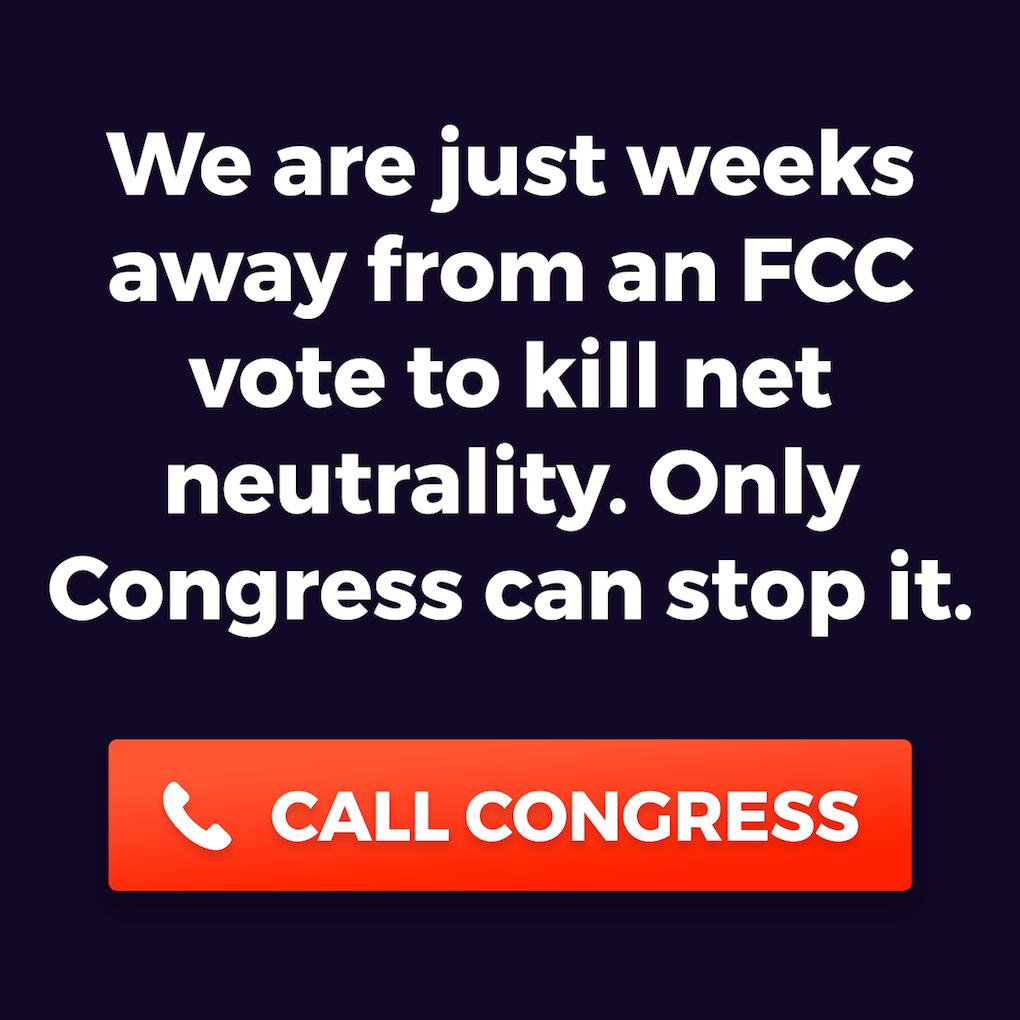 We are just weeks
away from an FCC
vote to kill net
neutrality. Only
Congress can stop it.
CALL CONGRESS